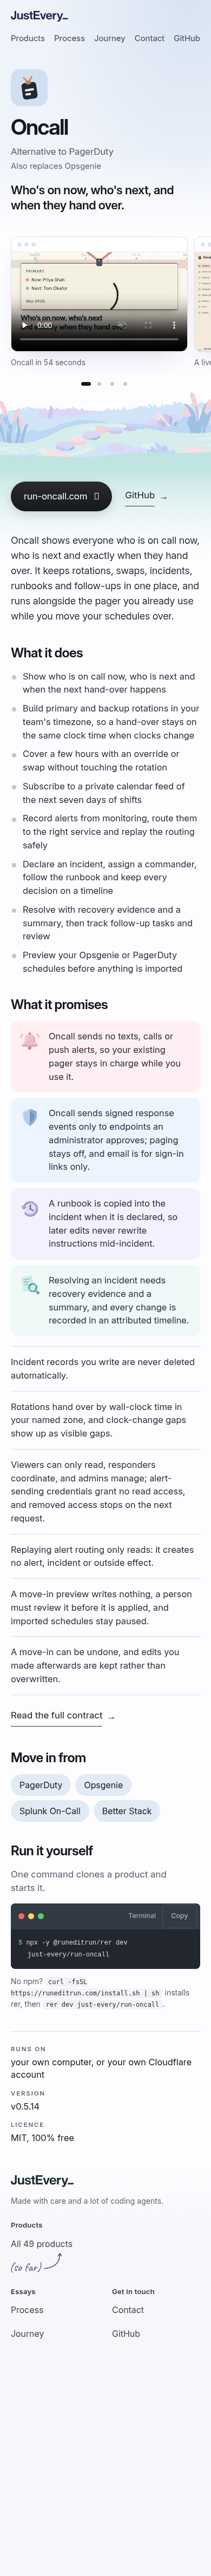 JustEvery_
Products Process Journey Contact GitHub
Oncall
Alternative to PagerDuty
Also replaces Opsgenie
Who's on now, who's next, and
when they hand over.
PRIMARY
Now: Priya Shah
Next: Tom Okafor
Who's on now, who's next
and when they hand over
0:00
Oncall in 54 seconds
A live
run-oncall.com
GitHub →
Oncall shows everyone who is on call now,
who is next and exactly when they hand
over. It keeps rotations, swaps, incidents,
runbooks and follow-ups in one place, and
runs alongside the pager you already use
while you move your schedules over.
What it does
Show who is on call now, who is next and
when the next hand-over happens
Build primary and backup rotations in your
team's timezone, so a hand-over stays on
the same clock time when clocks change
Cover a few hours with an override or
swap without touching the rotation
Subscribe to a private calendar feed of
the next seven days of shifts
Record alerts from monitoring, route them
to the right service and replay the routing
safely
Declare an incident, assign a commander,
follow the runbook and keep every
decision on a timeline
Resolve with recovery evidence and a
summary, then track follow-up tasks and
review
Preview your Opsgenie or PagerDuty
schedules before anything is imported
What it promises
Oncall sends no texts, calls or
push alerts, so your existing
pager stays in charge while you
use it.
Oncall sends signed response
events only to endpoints an
administrator approves; paging
stays off, and email is for sign-in
links only.
A runbook is copied into the
incident when it is declared, so
later edits never rewrite
instructions mid-incident.
Resolving an incident needs
recovery evidence and a
summary, and every change is
recorded in an attributed timeline.
Incident records you write are never deleted
automatically.
Rotations hand over by wall-clock time in
your named zone, and clock-change gaps
show up as visible gaps.
Viewers can only read, responders
coordinate, and admins manage; alert-
sending credentials grant no read access,
and removed access stops on the next
request.
Replaying alert routing only reads: it creates
no alert, incident or outside effect.
A move-in preview writes nothing, a person
must review it before it is applied, and
imported schedules stay paused.
A move-in can be undone, and edits you
made afterwards are kept rather than
overwritten.
Read the full contract →
Move in from
PagerDuty Opsgenie
Splunk On-Call Better Stack
Run it yourself
One command clones a product and
starts it.
Terminal Copy
$ npx -y @runeditrun/rer dev
just-every/run-oncall
No npm? curl -fsSL
https://runeditrun.com/install.sh | sh installs
rer, then rer dev just-every/run-oncall.
RUNS ON
your own computer, or your own Cloudflare
account
VERSION
v0.5.14
LICENCE
MIT, 100% free
JustEvery_
Made with care and a lot of coding agents.
Products
All 49 products
(so far)
Essays Get in touch
Process Contact
Journey GitHub